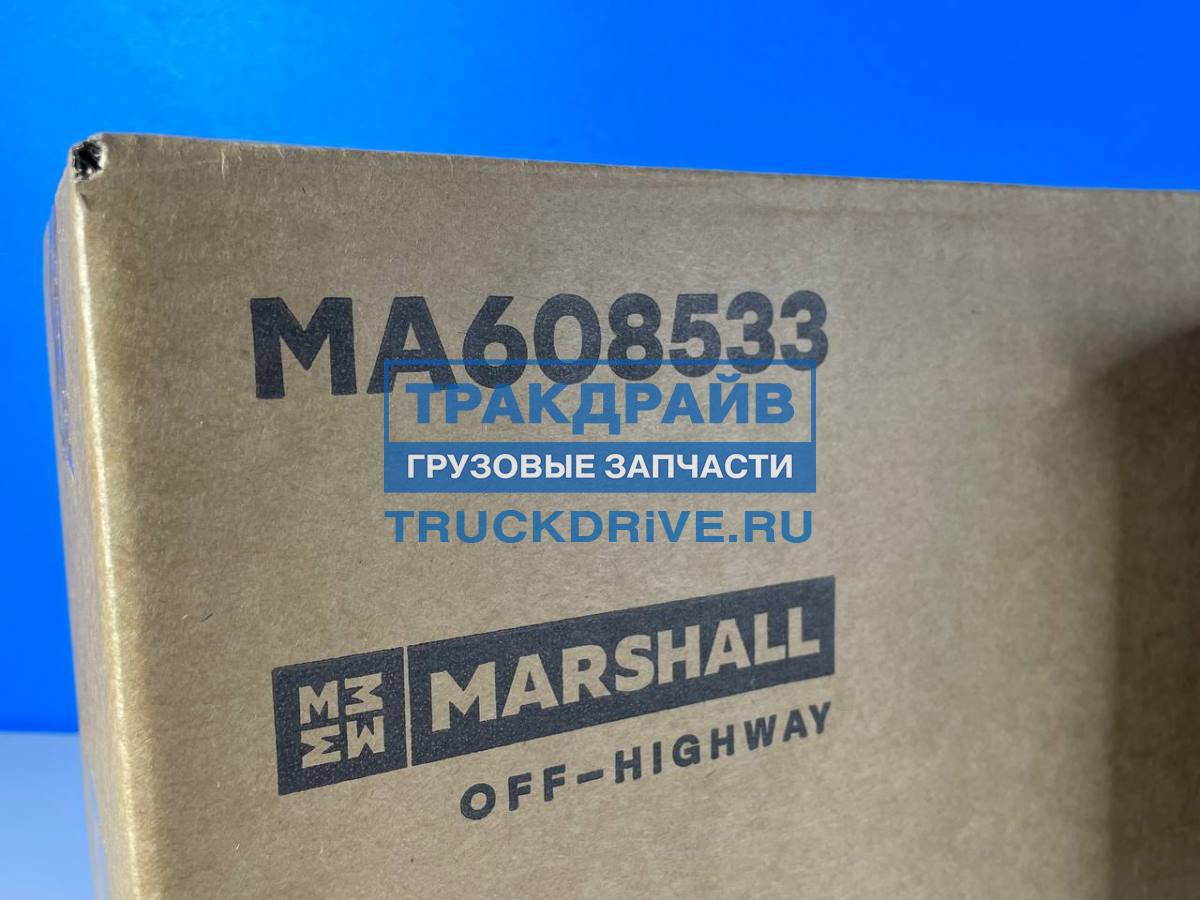 MA608533
ТРАКДРАЙВ
ГРУЗОВЫЕ ЗАПЧАСТИ
TRUCKDRiVE.RU
MARSHALL
OFF-HIGHWAY